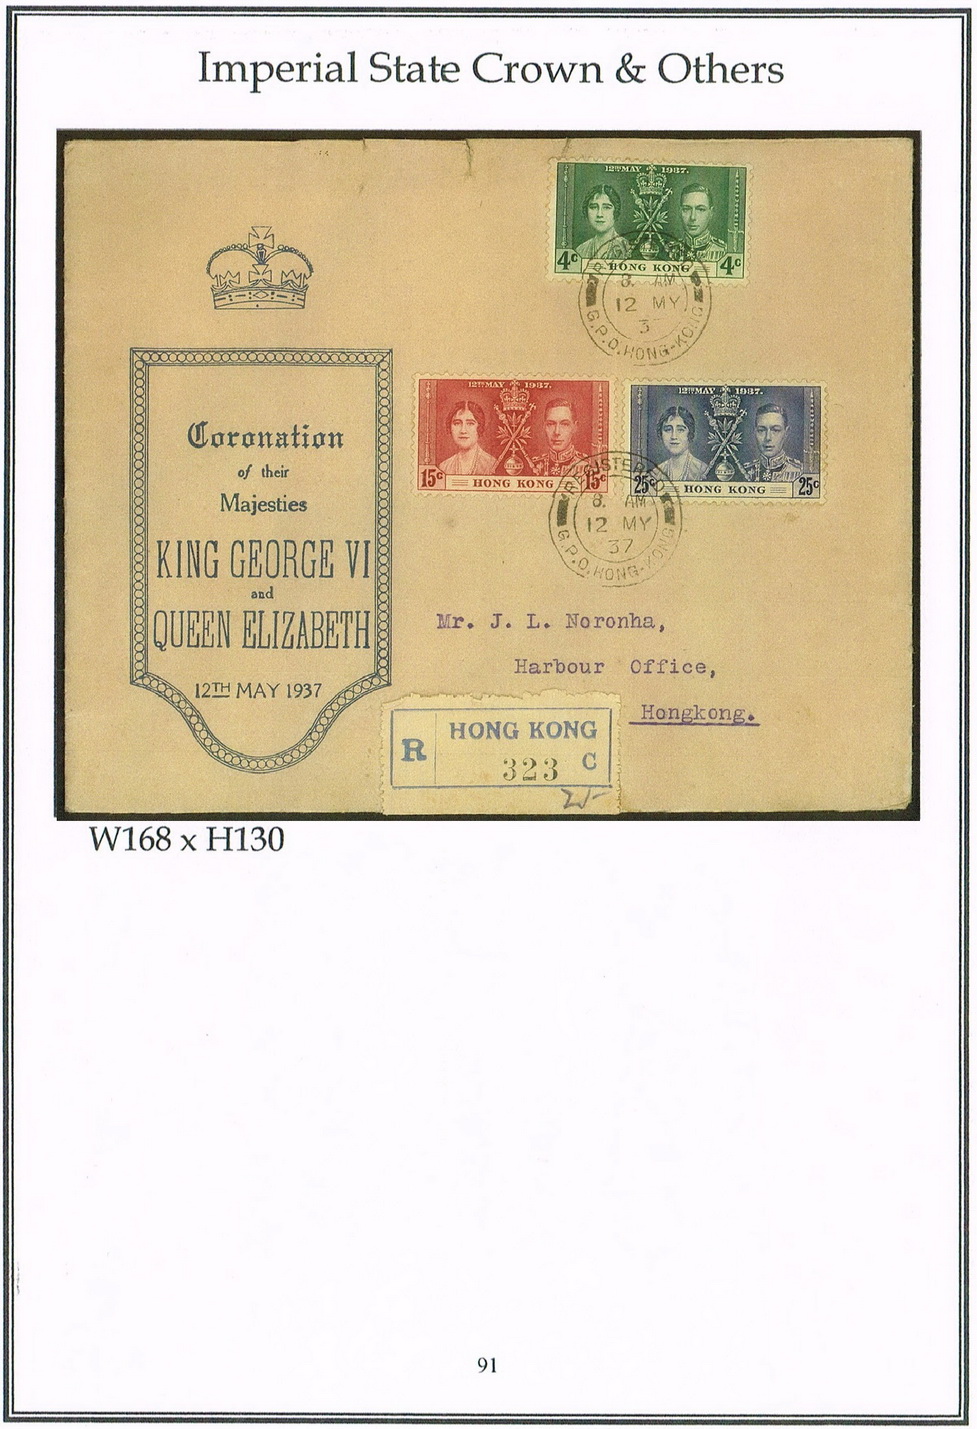 Imperial State Crown & Others
12TH MAY 1937.
4c HONG KONG 4c
REGISTERED
8. AM
12 MY
3
G.P.O. HONG-KONG
12TH MAY 1937.
15c HONG KONG 15c
12TH MAY 1937.
25c HONG KONG 25c
REGISTERED
8. AM
12 MY
37
G.P.O. HONG-KONG
Coronation
of their
Majesties
KING GEORGE VI
and
QUEEN ELIZABETH
12TH MAY 1937
Mr. J. L. Noronha,
Harbour Office,
Hongkong.
HONG KONG
R 323 C
W168 x H130
91